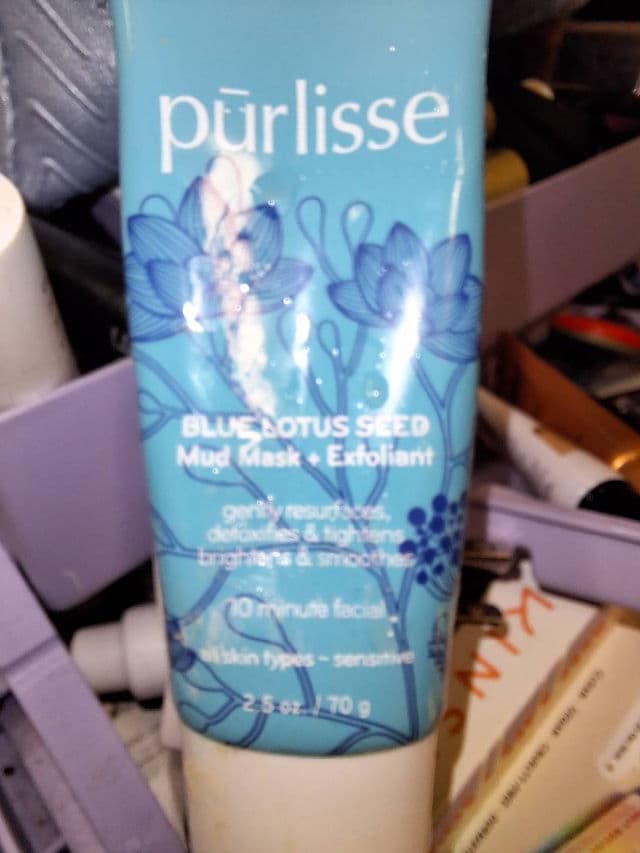 pūrlisse
BLUE LOTUS SEED
Mud Mask + Exfoliant
gently resurfaces,
detoxifies & tightens
brightens & smoothes
10 minute facial
all skin types ~ sensitive
2.5 oz. / 70 g
KIN